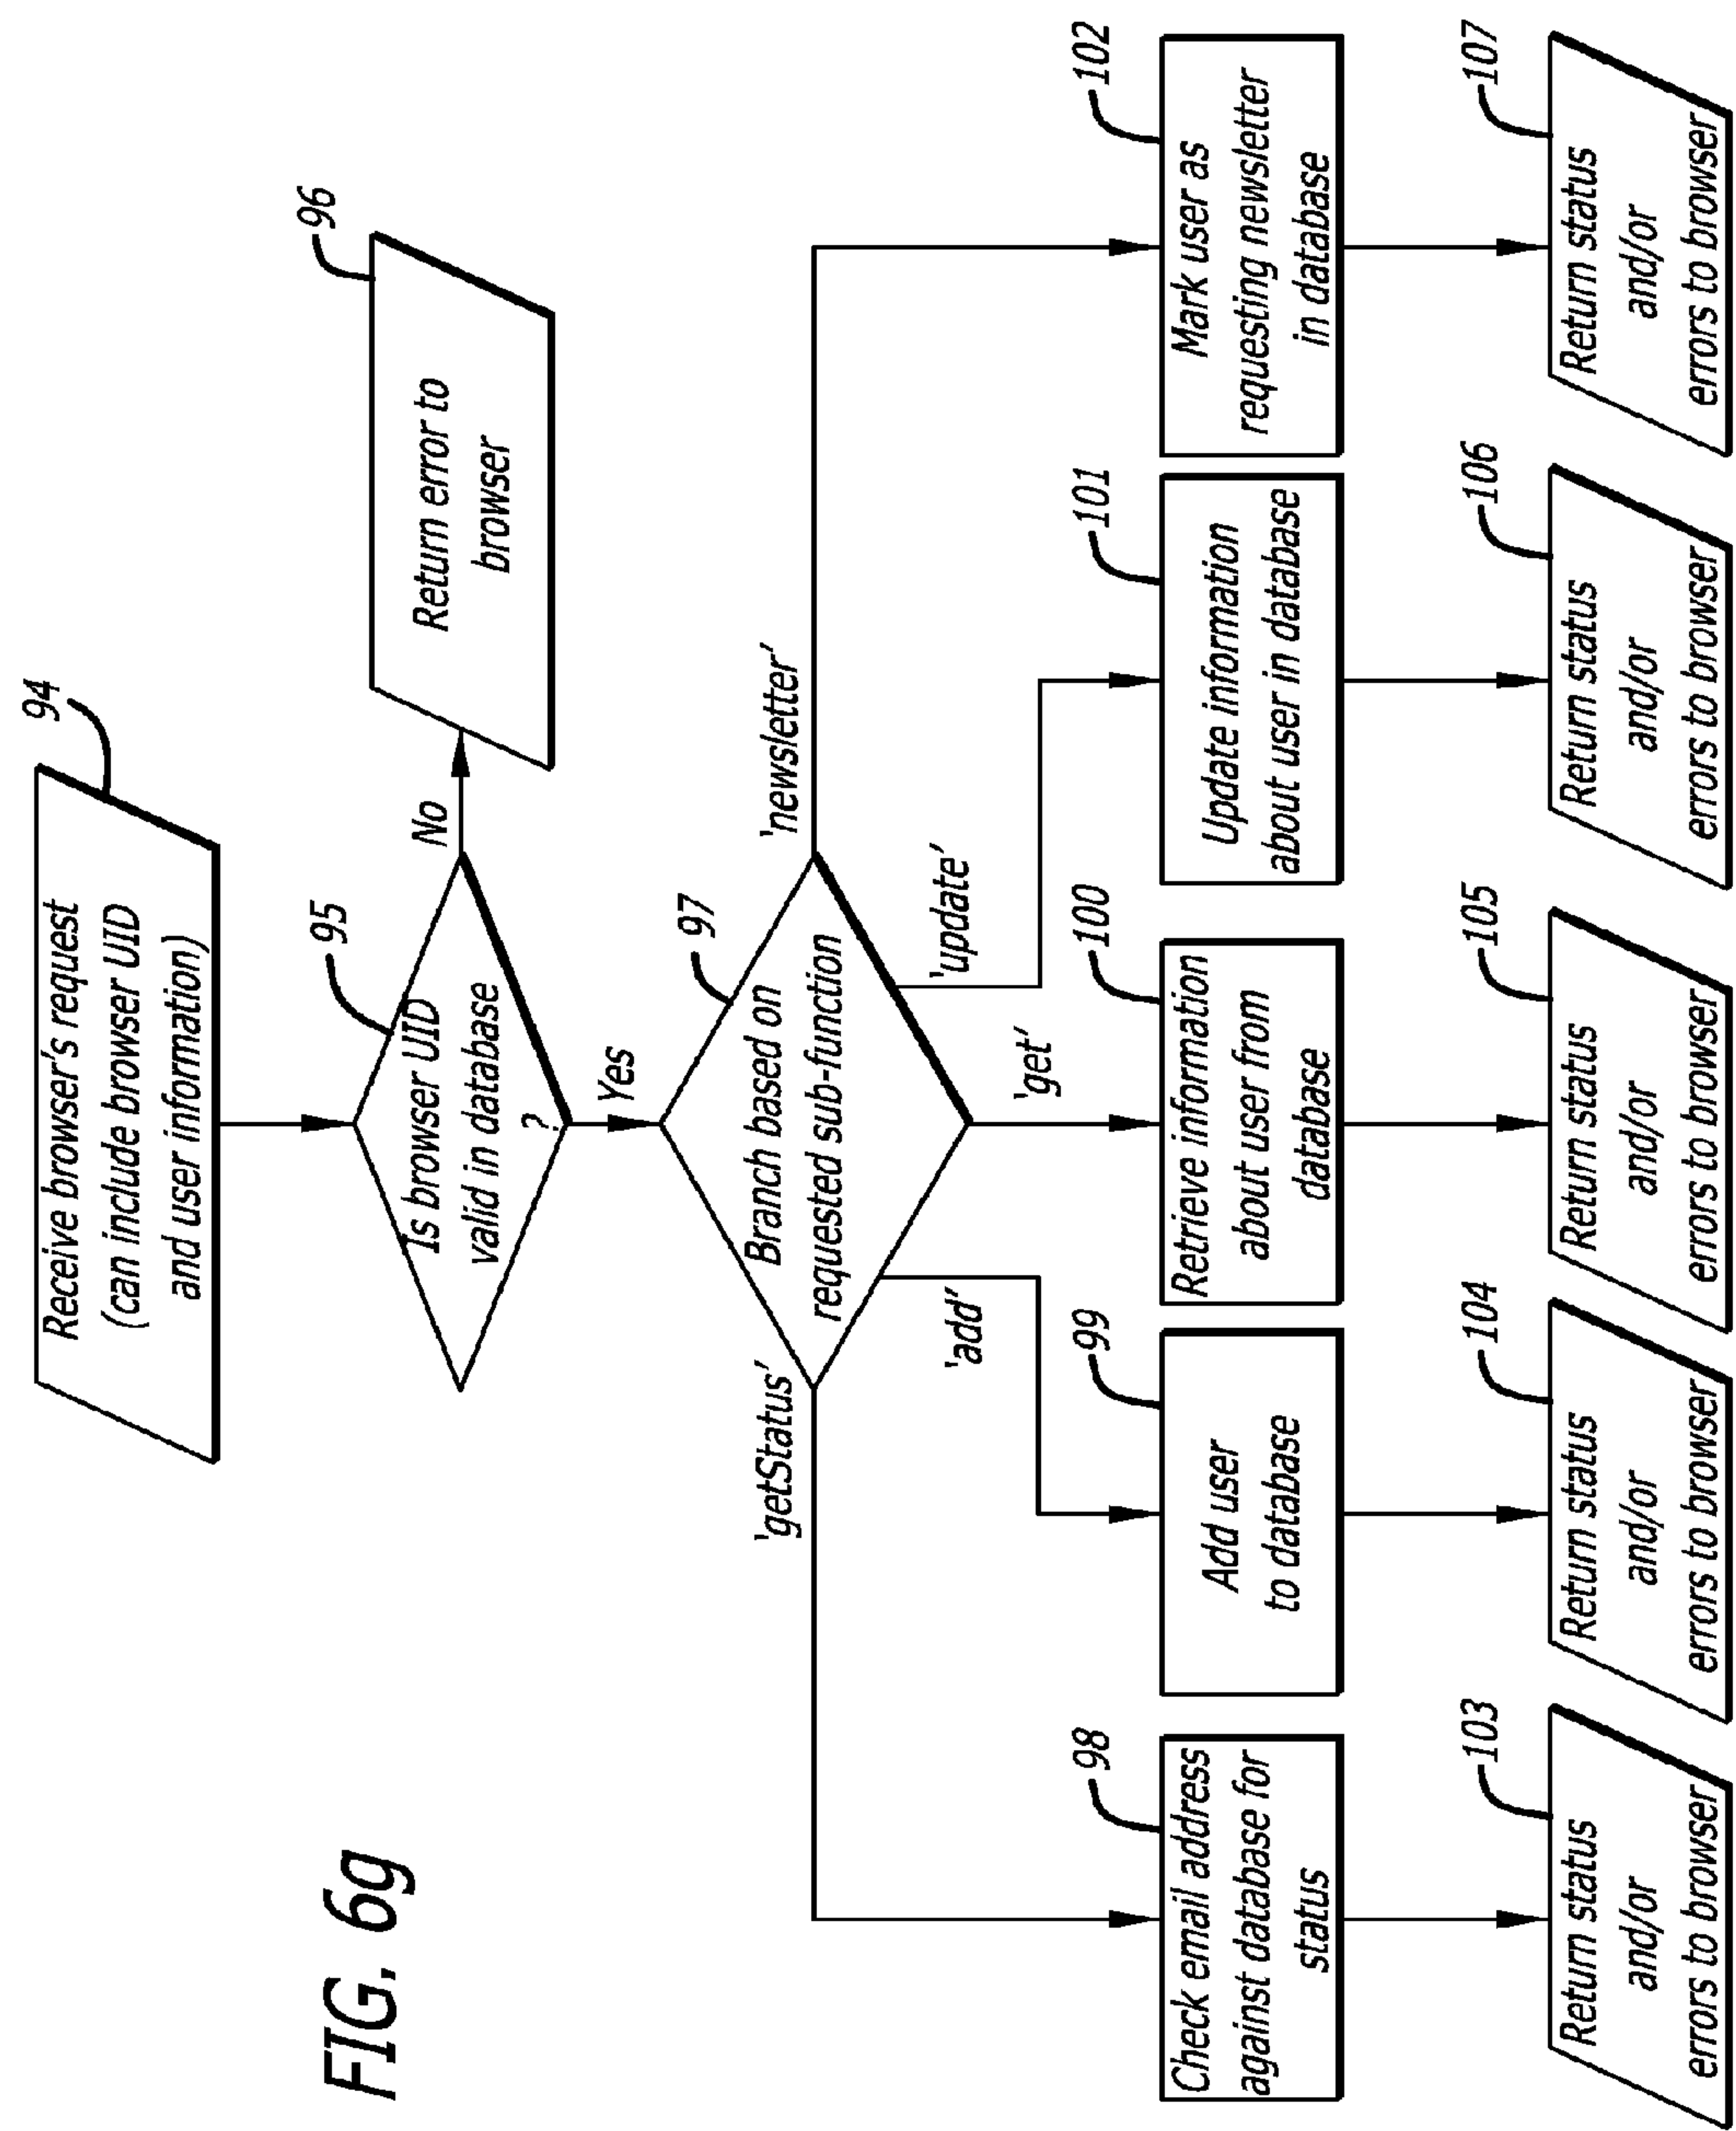 FIG. 6g
94
Receive browser's request
(can include browser UID
and user information)
95
Is browser UID
valid in database
?
No
96
Return error to
browser
Yes
97
Branch based on
requested sub-function
'getStatus'
'add'
'get'
'update'
'newsletter'
98
Check email address
against database for
status
99
Add user
to database
100
Retrieve information
about user from
database
101
Update information
about user in database
102
Mark user as
requesting newsletter
in database
103
Return status
and/or
errors to browser
104
Return status
and/or
errors to browser
105
Return status
and/or
errors to browser
106
Return status
and/or
errors to browser
107
Return status
and/or
errors to browser